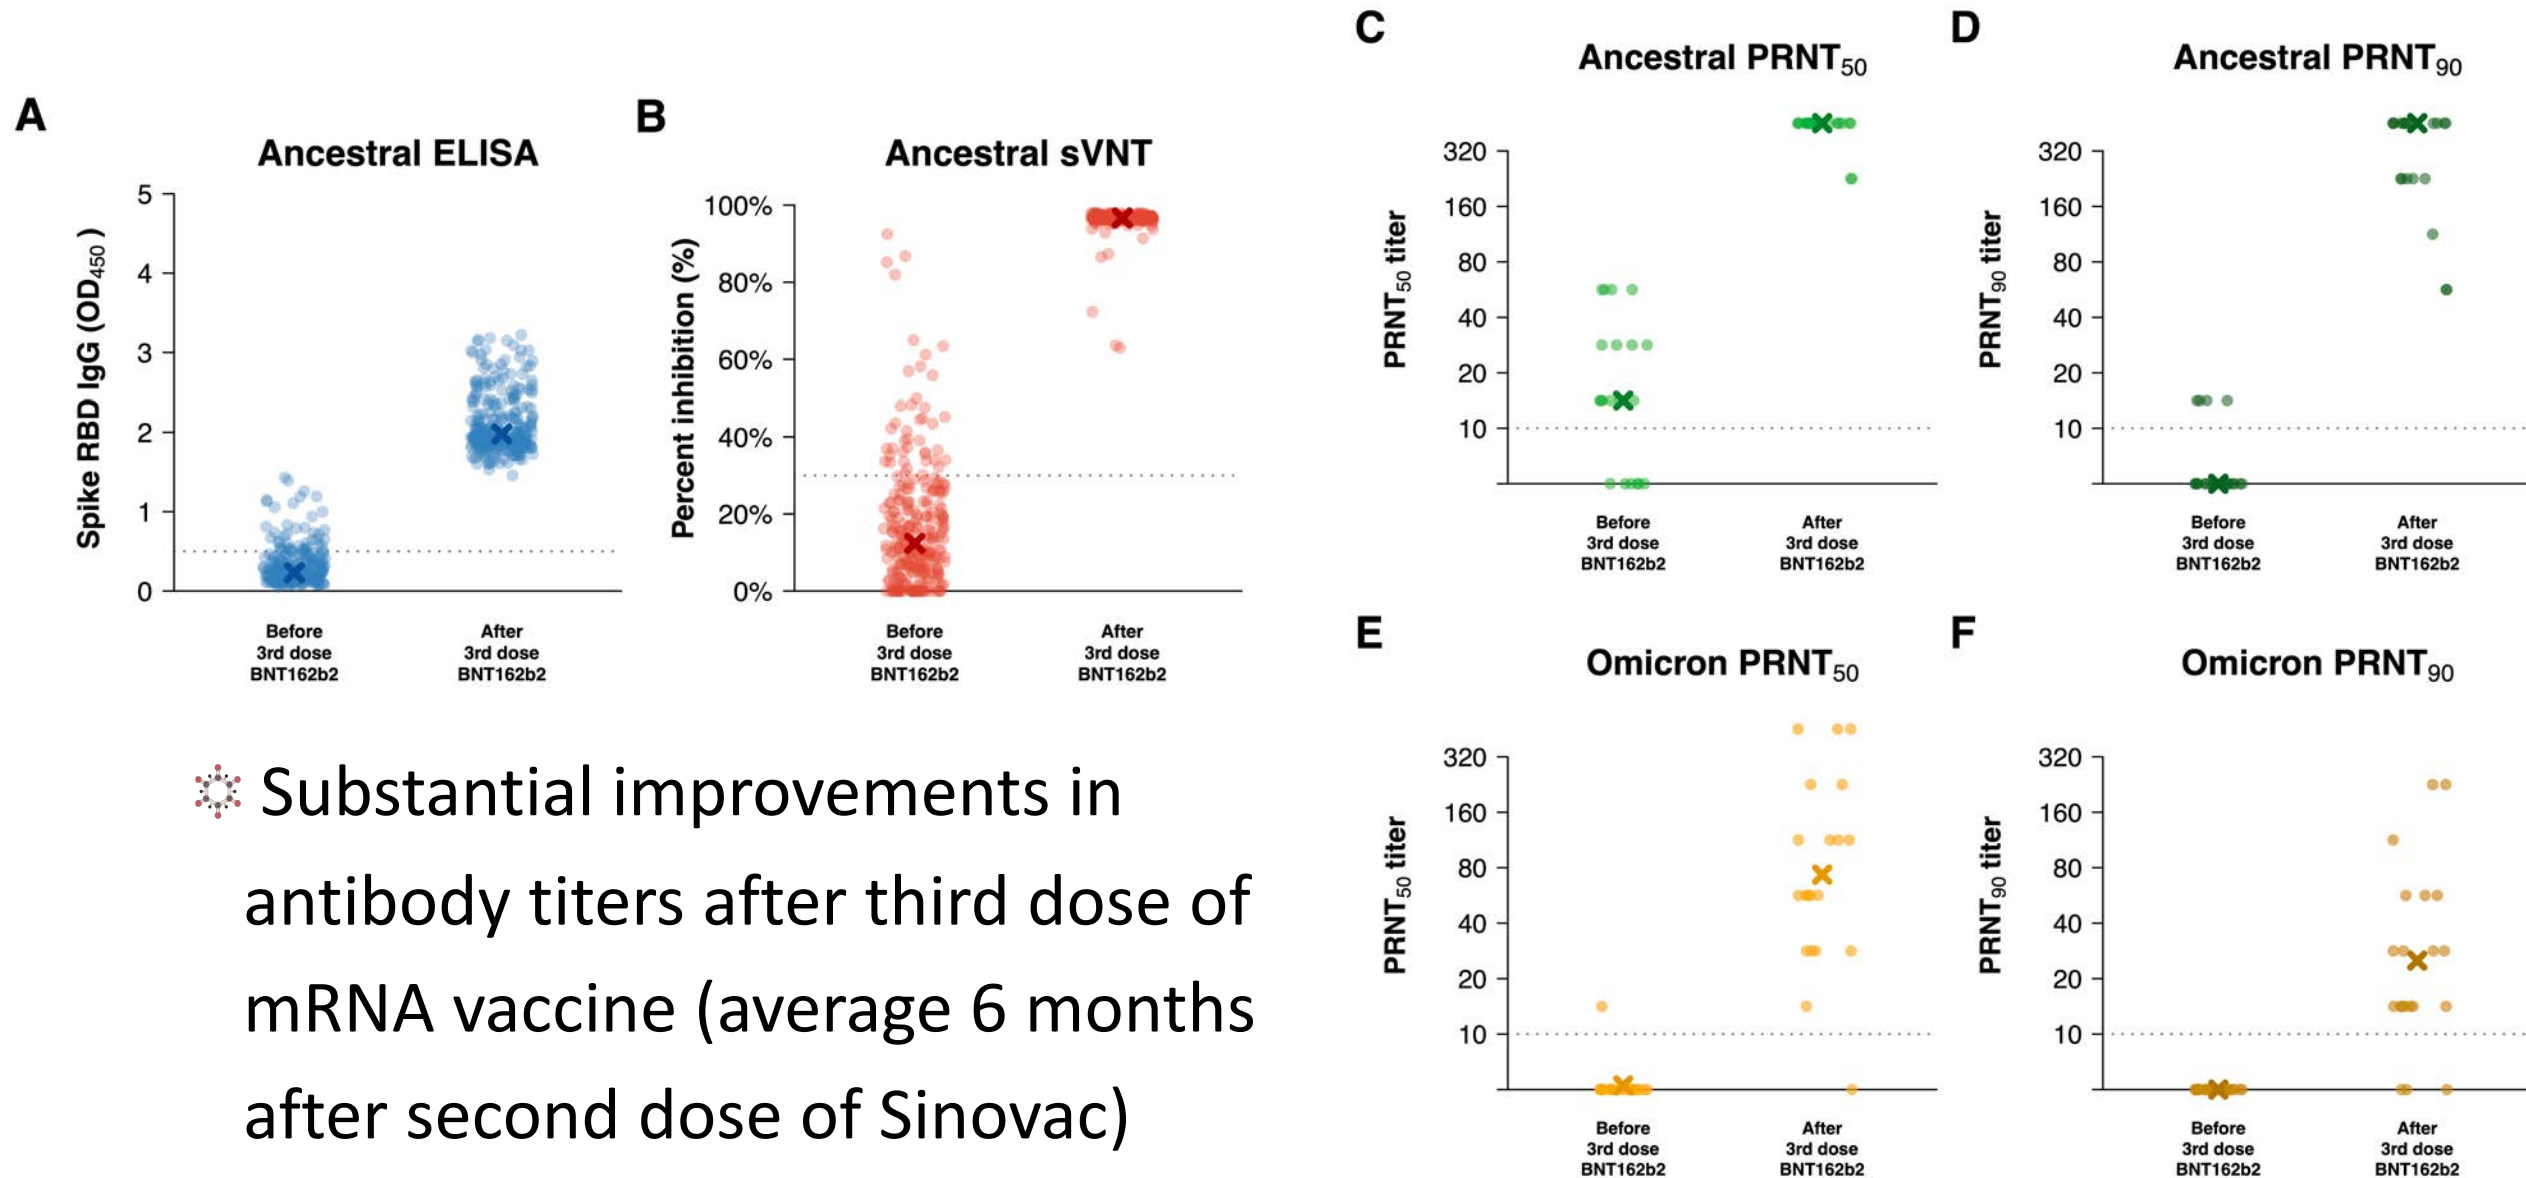 A
Ancestral ELISA
Spike RBD IgG (OD450)
5
4
3
2
1
0
Before
3rd dose
BNT162b2
After
3rd dose
BNT162b2
B
Ancestral sVNT
Percent inhibition (%)
100%
80%
60%
40%
20%
0%
Before
3rd dose
BNT162b2
After
3rd dose
BNT162b2
C
Ancestral PRNT50
PRNT50 titer
320
160
80
40
20
10
Before
3rd dose
BNT162b2
After
3rd dose
BNT162b2
D
Ancestral PRNT90
PRNT90 titer
320
160
80
40
20
10
Before
3rd dose
BNT162b2
After
3rd dose
BNT162b2
Substantial improvements in
antibody titers after third dose of
mRNA vaccine (average 6 months
after second dose of Sinovac)
E
Omicron PRNT50
PRNT50 titer
320
160
80
40
20
10
Before
3rd dose
BNT162b2
After
3rd dose
BNT162b2
F
Omicron PRNT90
PRNT90 titer
320
160
80
40
20
10
Before
3rd dose
BNT162b2
After
3rd dose
BNT162b2